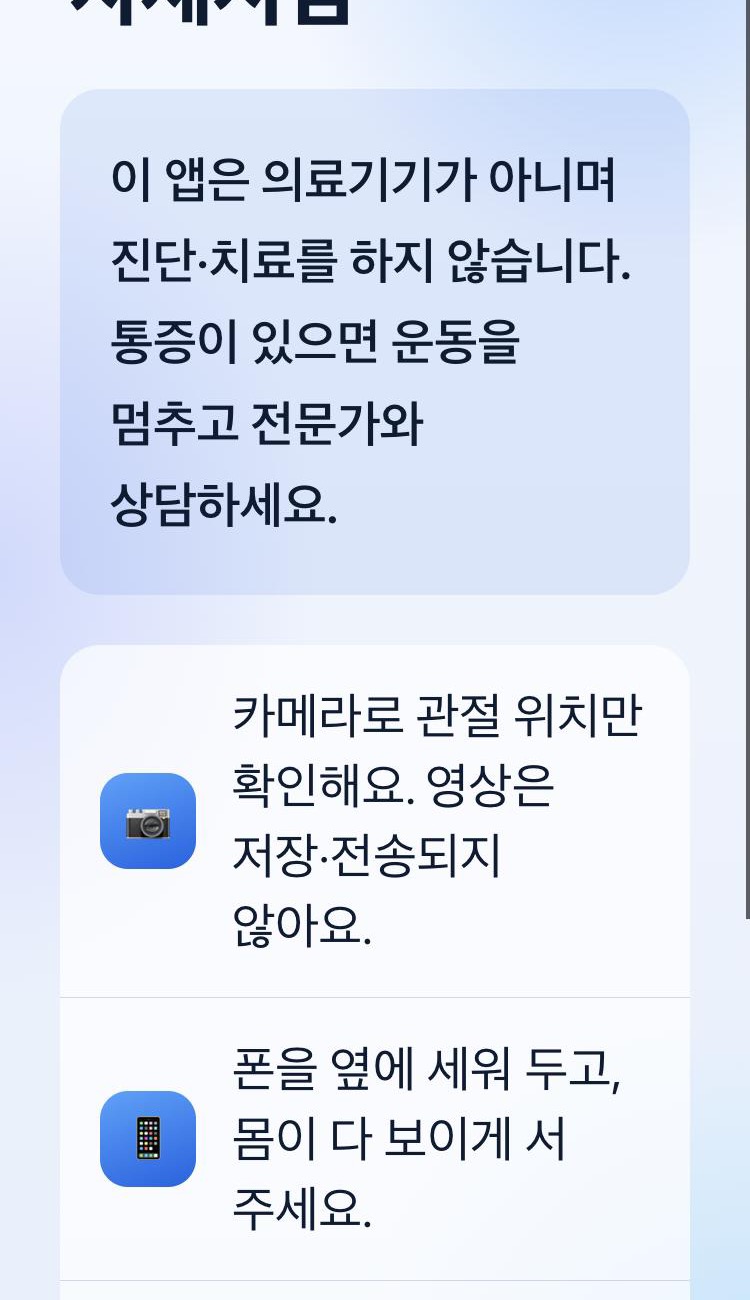 이 앱은 의료기기가 아니며
진단·치료를 하지 않습니다.
통증이 있으면 운동을
멈추고 전문가와
상담하세요.
카메라로 관절 위치만
확인해요. 영상은
저장·전송되지
않아요.
폰을 옆에 세워 두고,
몸이 다 보이게 서
주세요.